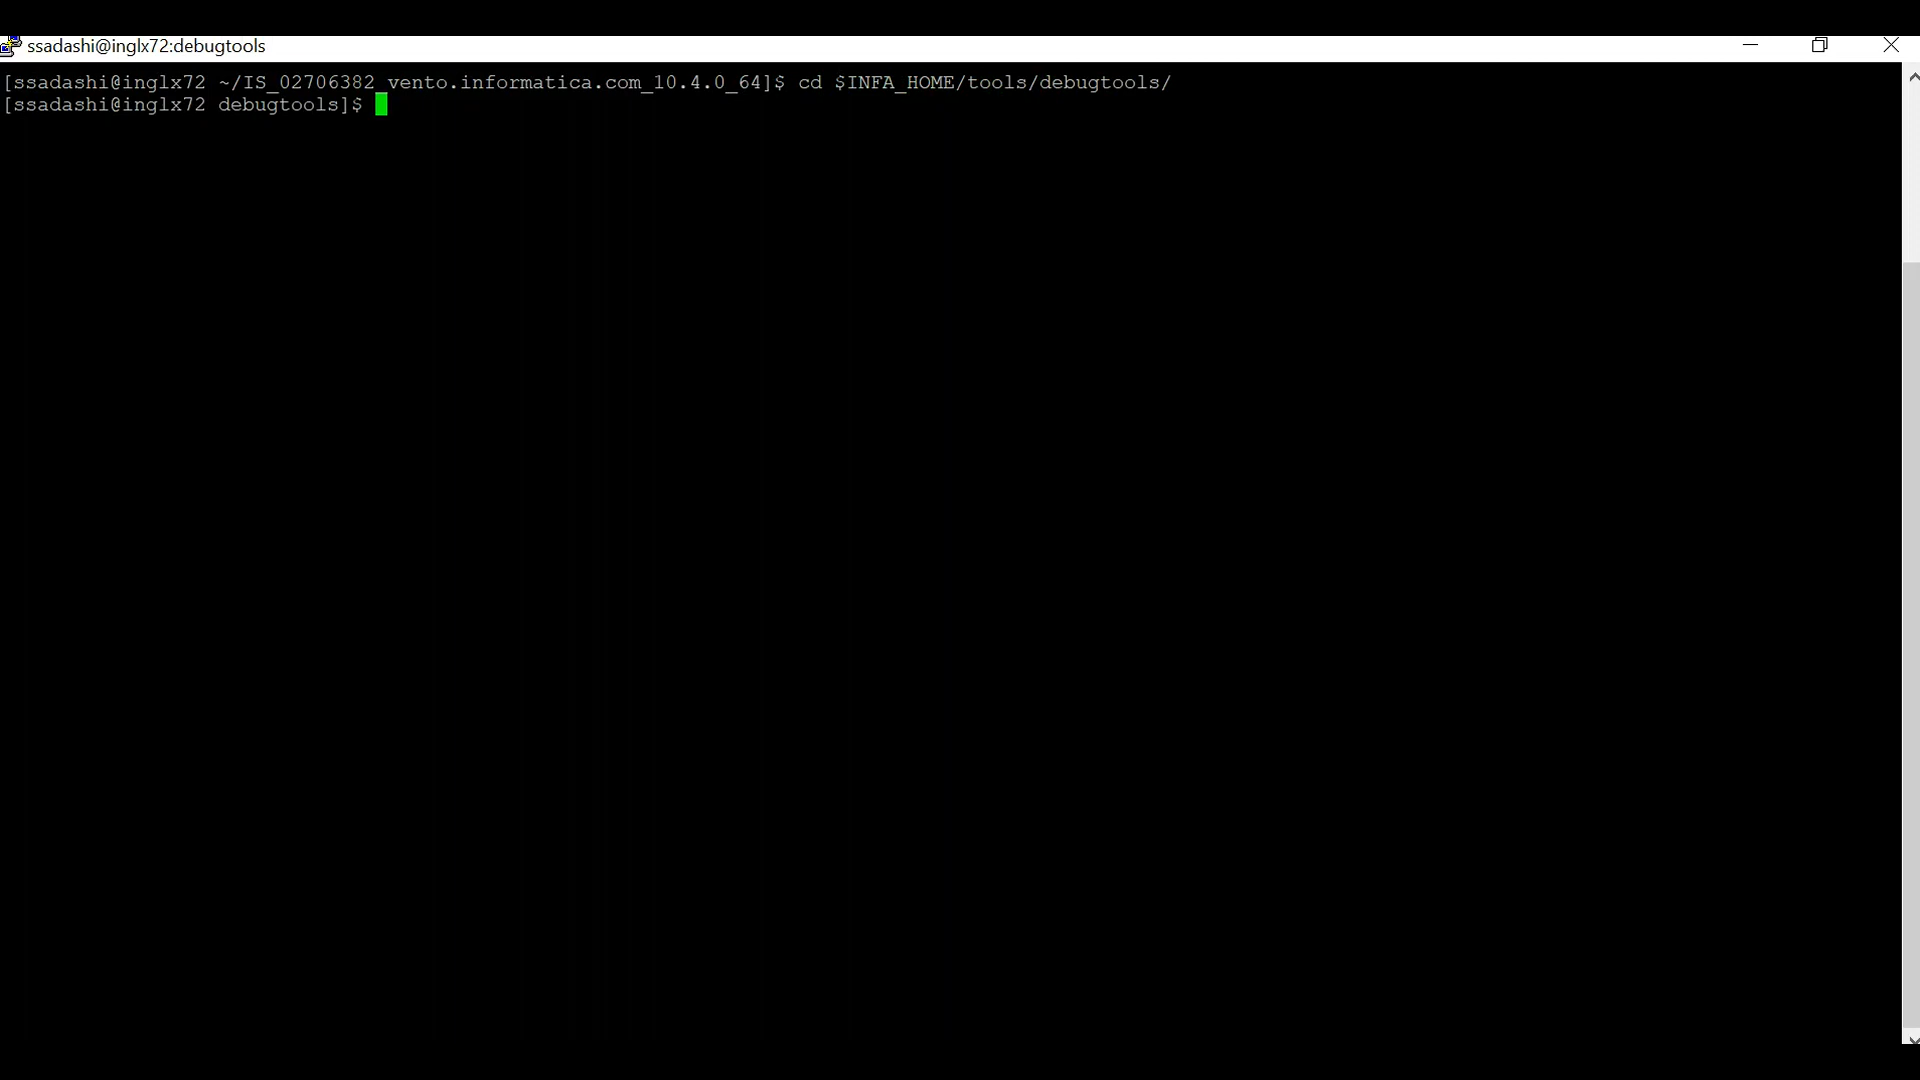 ssadashi@inglx72:debugtools
[ssadashi@inglx72 ~/IS_02706382_vento.informatica.com_10.4.0_64]$ cd $INFA_HOME/tools/debugtools/
[ssadashi@inglx72 debugtools]$